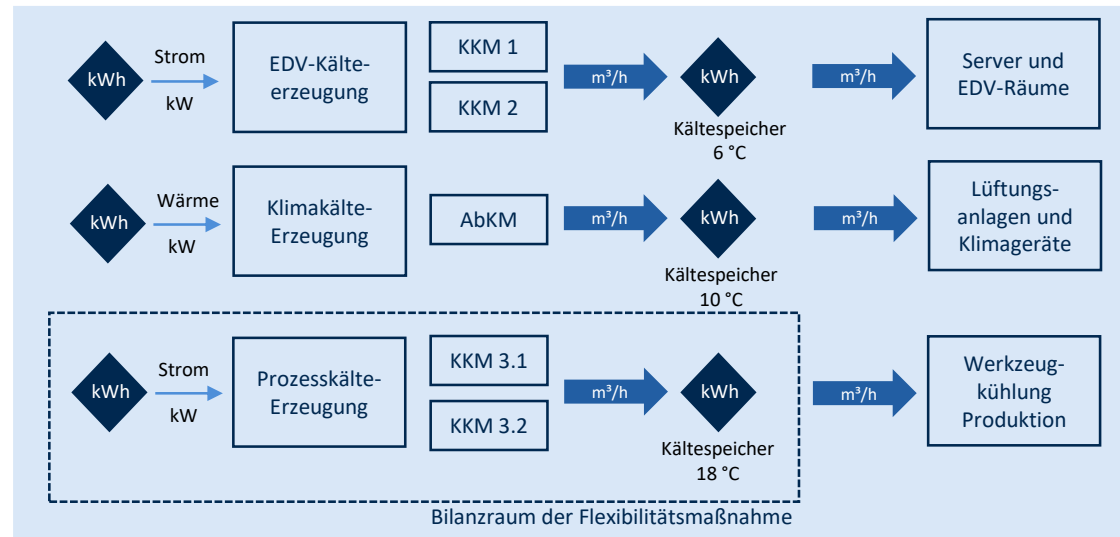 kWh
Strom
kW
EDV-Kälte-
erzeugung
KKM 1
KKM 2
m³/h
kWh
Kältespeicher
6 °C
m³/h
Server und
EDV-Räume
kWh
Wärme
kW
Klimakälte-
Erzeugung
AbKM
m³/h
kWh
Kältespeicher
10 °C
m³/h
Lüftungs-
anlagen und
Klimageräte
kWh
Strom
kW
Prozesskälte-
Erzeugung
KKM 3.1
KKM 3.2
m³/h
kWh
Kältespeicher
18 °C
m³/h
Werkzeug-
kühlung
Produktion
Bilanzraum der Flexibilitätsmaßnahme